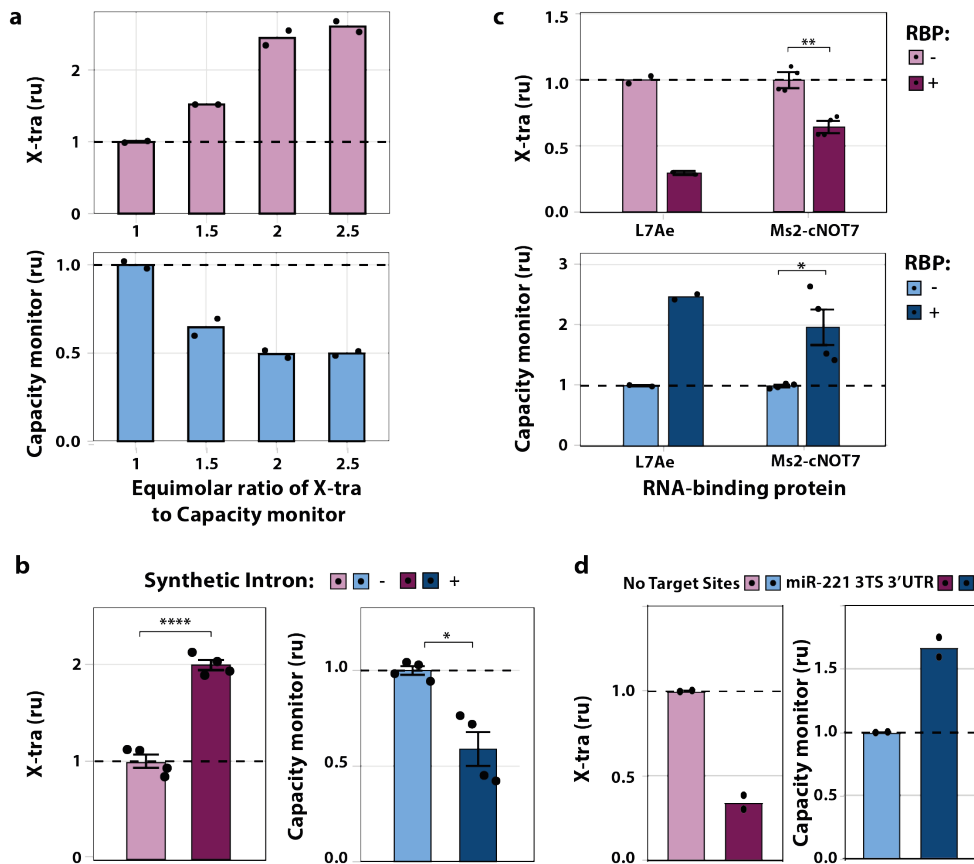 a
X-tra (ru)
2
1
0
1 1.5 2 2.5
Capacity monitor (ru)
1.0
0.5
0.0
1 1.5 2 2.5
Equimolar ratio of X-tra
to Capacity monitor
c
X-tra (ru)
1.5
1.0
0.5
0.0
**
L7Ae Ms2-cNOT7
RBP:
-
+
Capacity monitor (ru)
3
2
1
0
*
L7Ae Ms2-cNOT7
RNA-binding protein
RBP:
-
+
b
Synthetic Intron: - +
X-tra (ru)
2
1
0
****
Capacity monitor (ru)
1.0
0.5
0.0
*
d
No Target Sites miR-221 3TS 3'UTR
X-tra (ru)
1.0
0.5
0.0
Capacity monitor (ru)
1.5
1.0
0.5
0.0